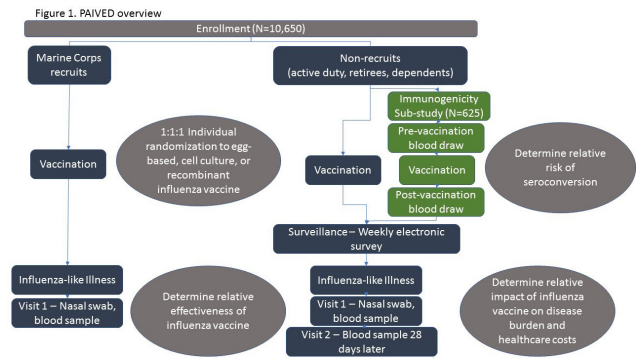 Figure 1. PAIVED overview
Enrollment (N=10,650)
Marine Corps
recruits
Non-recruits
(active duty, retirees, dependents)
Immunogenicity
Sub-study (N=625)
Pre-vaccination
blood draw
1:1:1 Individual
randomization to egg-
based, cell culture, or
recombinant
influenza vaccine
Determine relative
risk of
seroconversion
Vaccination
Vaccination
Vaccination
Post-vaccination
blood draw
Surveillance – Weekly electronic
survey
Influenza-like Illness
Visit 1 – Nasal swab,
blood sample
Determine relative
effectiveness of
influenza vaccine
Influenza-like Illness
Visit 1 – Nasal swab,
blood sample
Visit 2 – Blood sample 28
days later
Determine relative
impact of influenza
vaccine on disease
burden and
healthcare costs